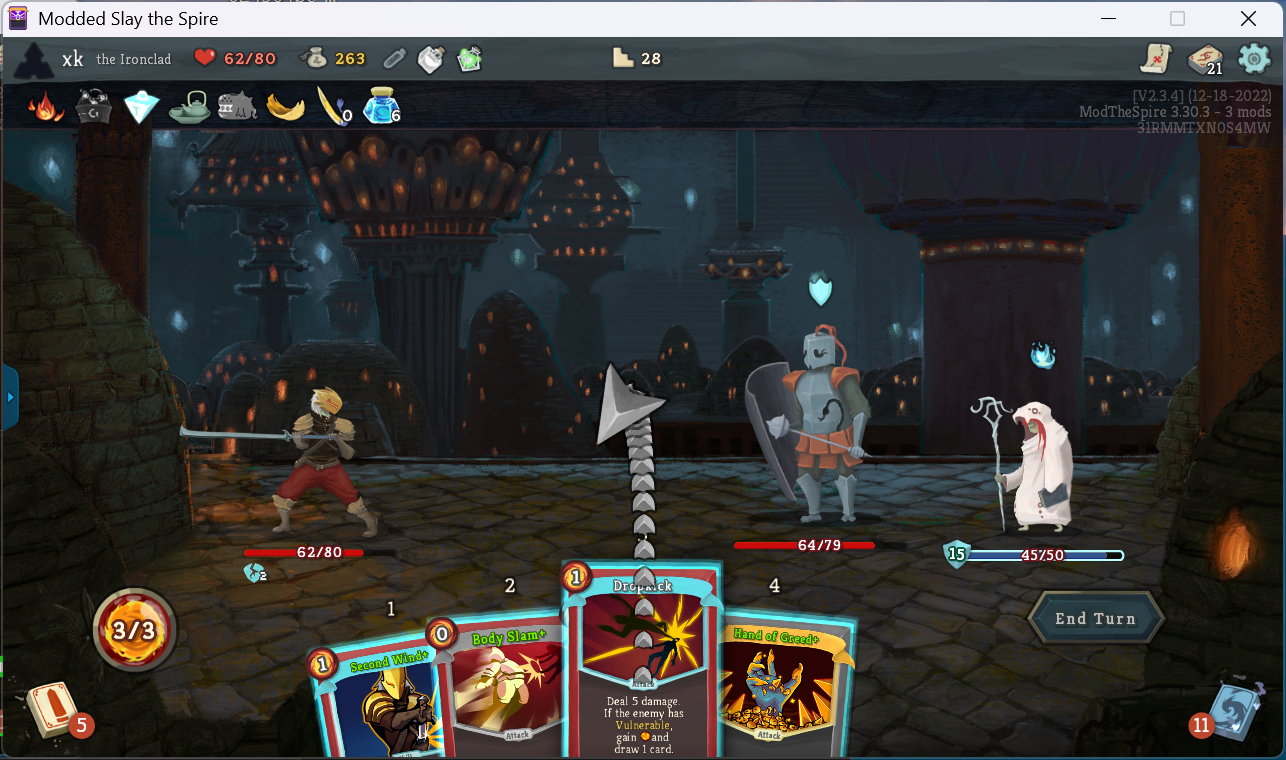 Modded Slay the Spire
xk the Ironclad 62/80 263 28 21
0 6
[V2.3.4] (12-18-2022)
ModTheSpire 3.30.3 - 3 mods
31RMMTXN0S4MW
62/80
64/79
15 45/50
2
1 2 4
3/3
End Turn
1 Second Wind+
0 Body Slam+
Attack
1 Dropkick
Attack
Deal 5 damage.
If the enemy has
Vulnerable,
gain and
draw 1 card.
Hand of Greed+
Attack
5
11